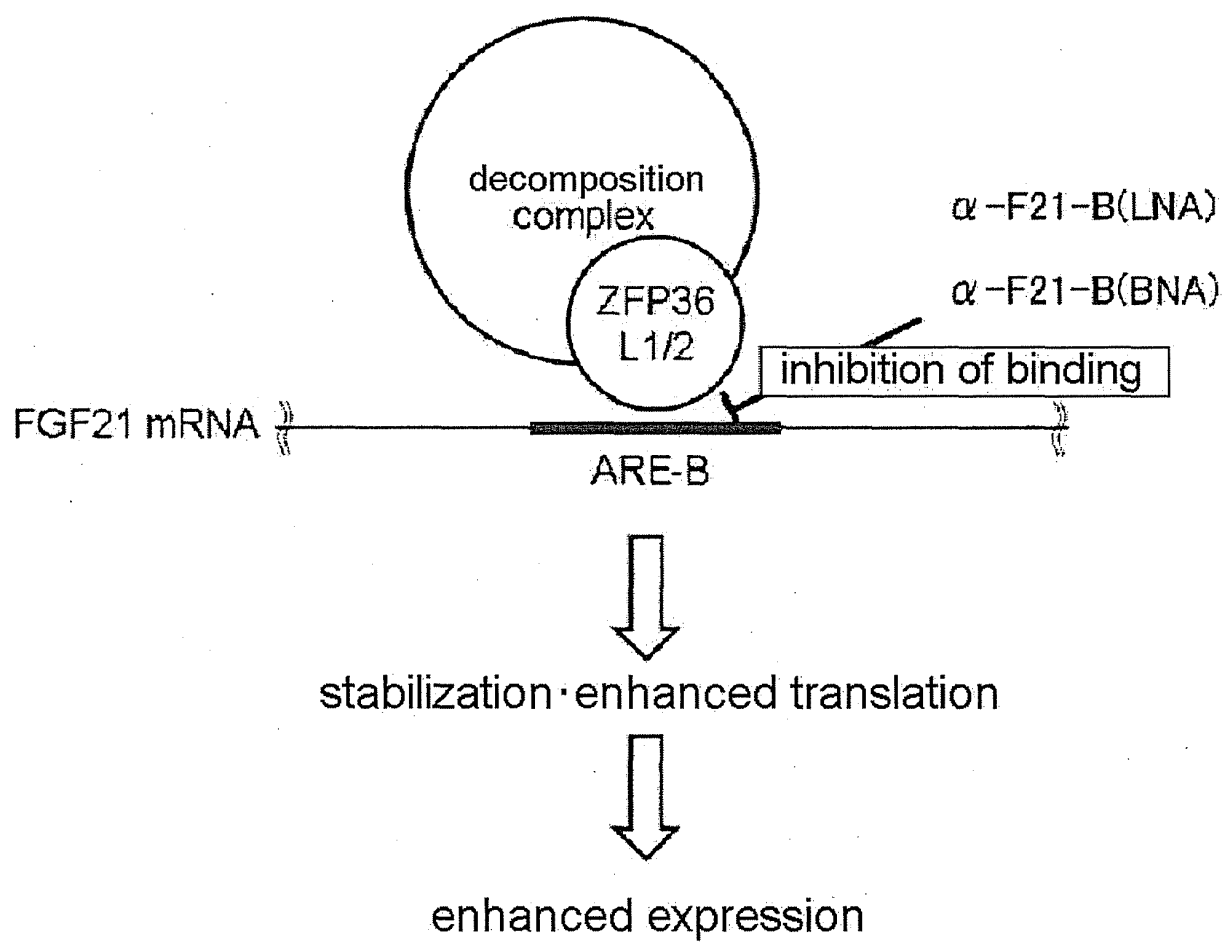 decomposition
complex
α-F21-B(LNA)
ZFP36
L1/2
α-F21-B(BNA)
inhibition of binding
FGF21 mRNA
ARE-B
stabilization·enhanced translation
enhanced expression